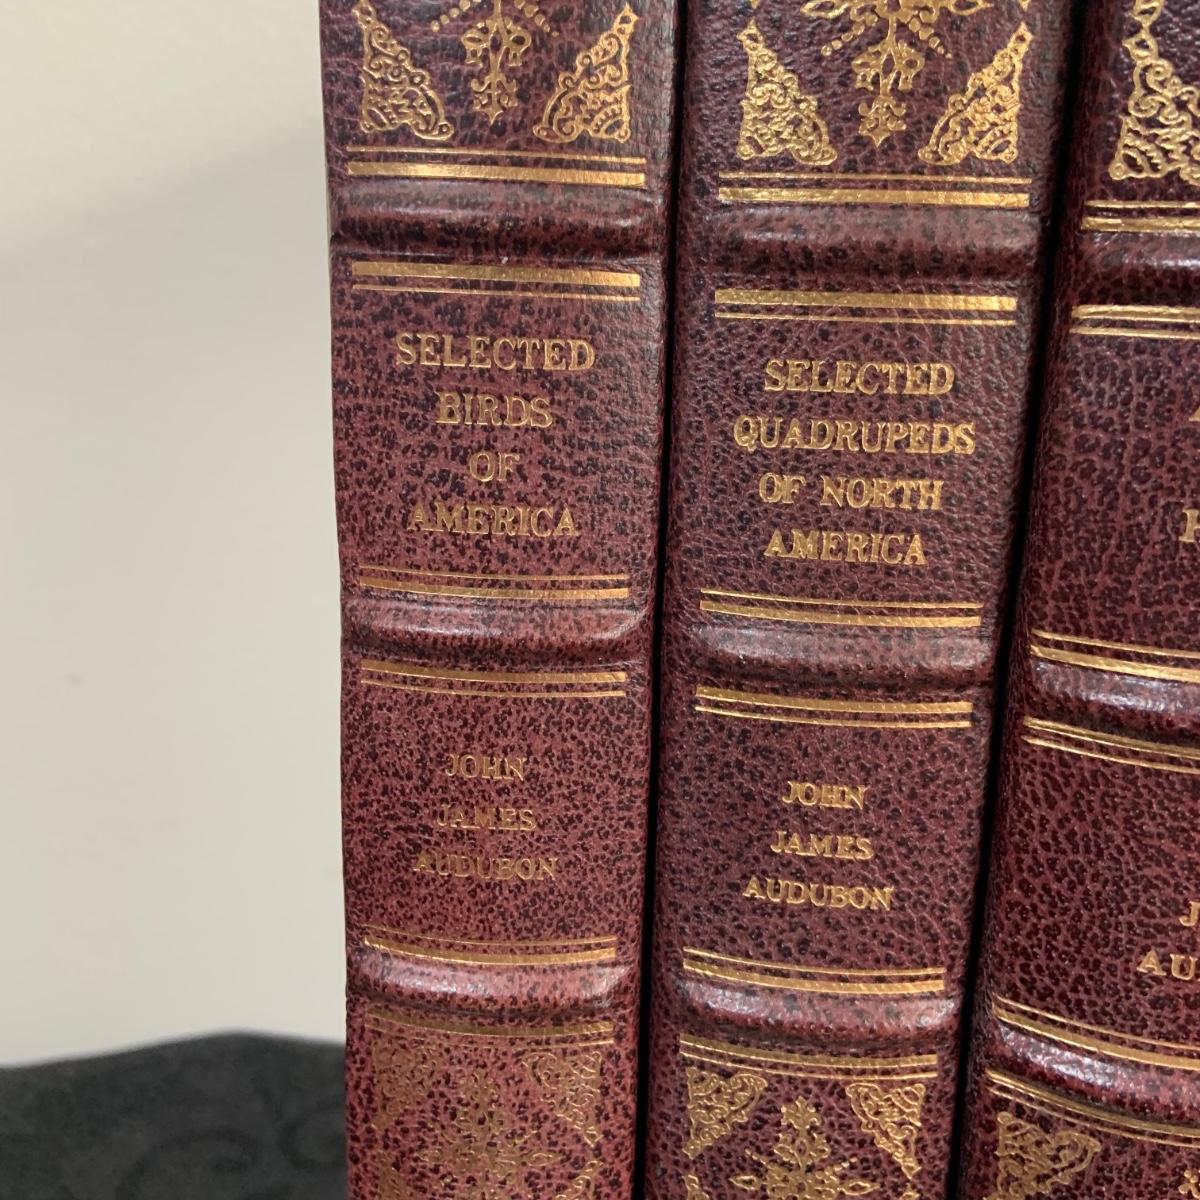 SELECTED
BIRDS
OF
AMERICA
JOHN
JAMES
AUDUBON
SELECTED
QUADRUPEDS
OF NORTH
AMERICA
JOHN
JAMES
AUDUBON